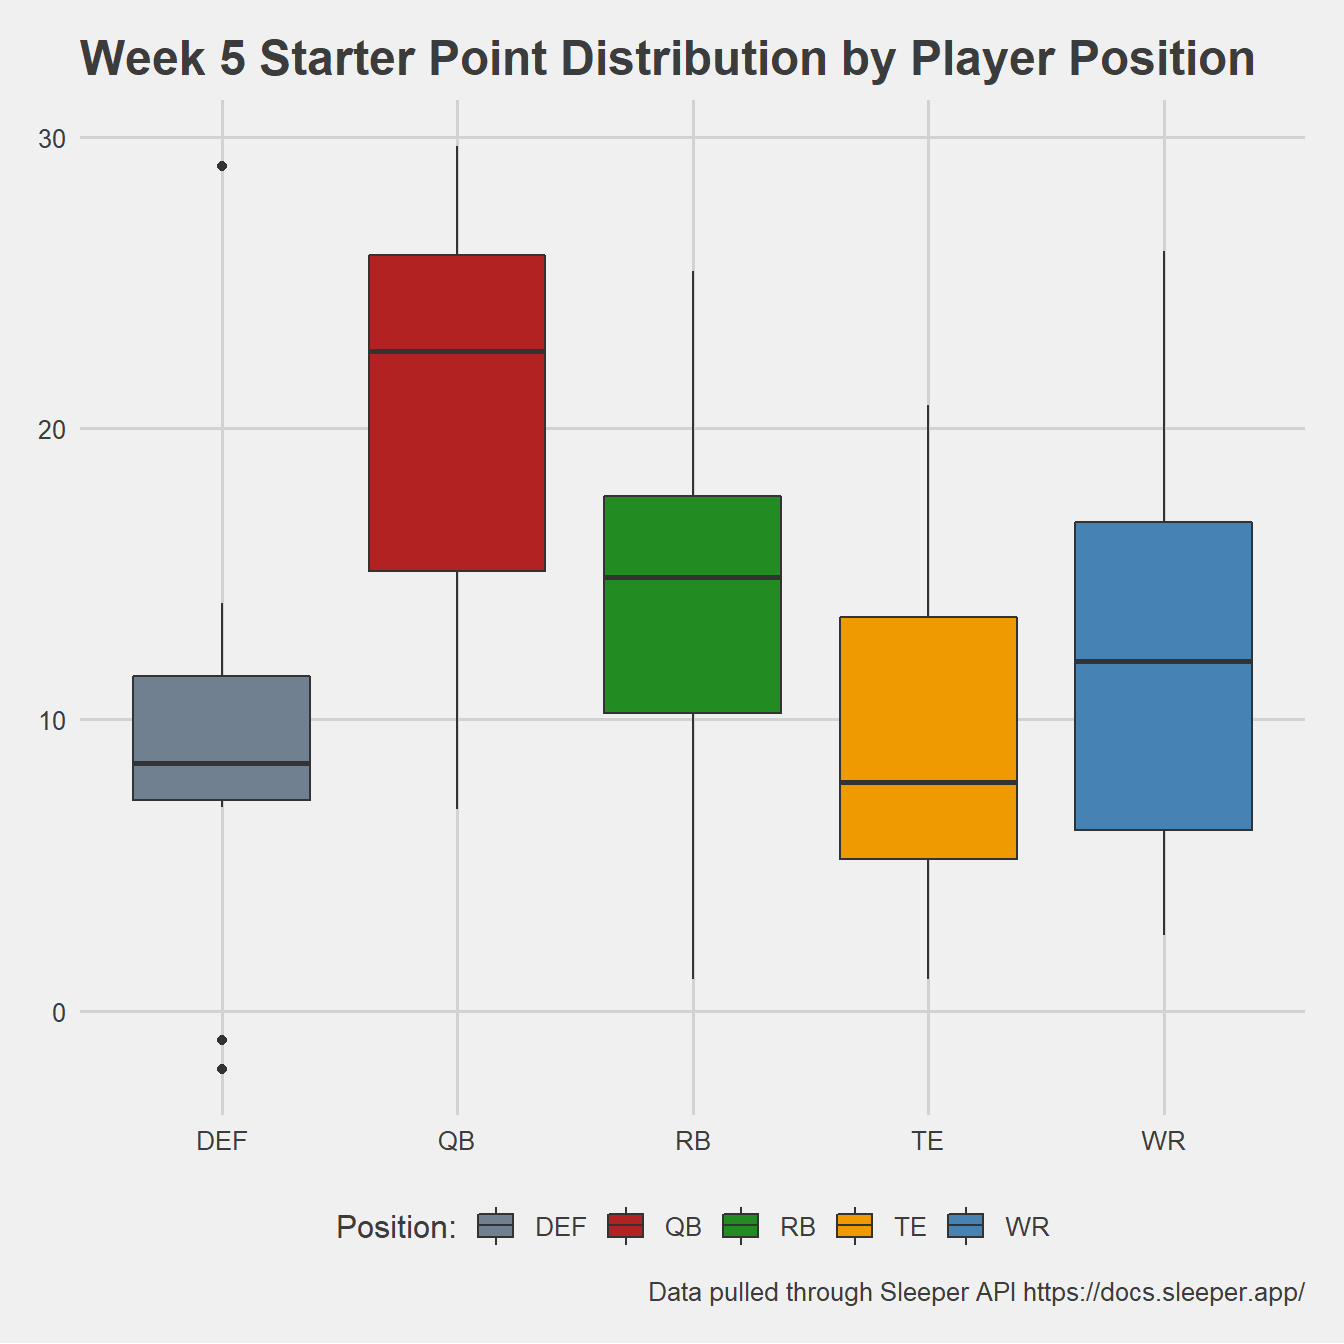 Week 5 Starter Point Distribution by Player Position
30
20
10
0
DEF QB RB TE WR
Position: DEF QB RB TE WR
Data pulled through Sleeper API https://docs.sleeper.app/